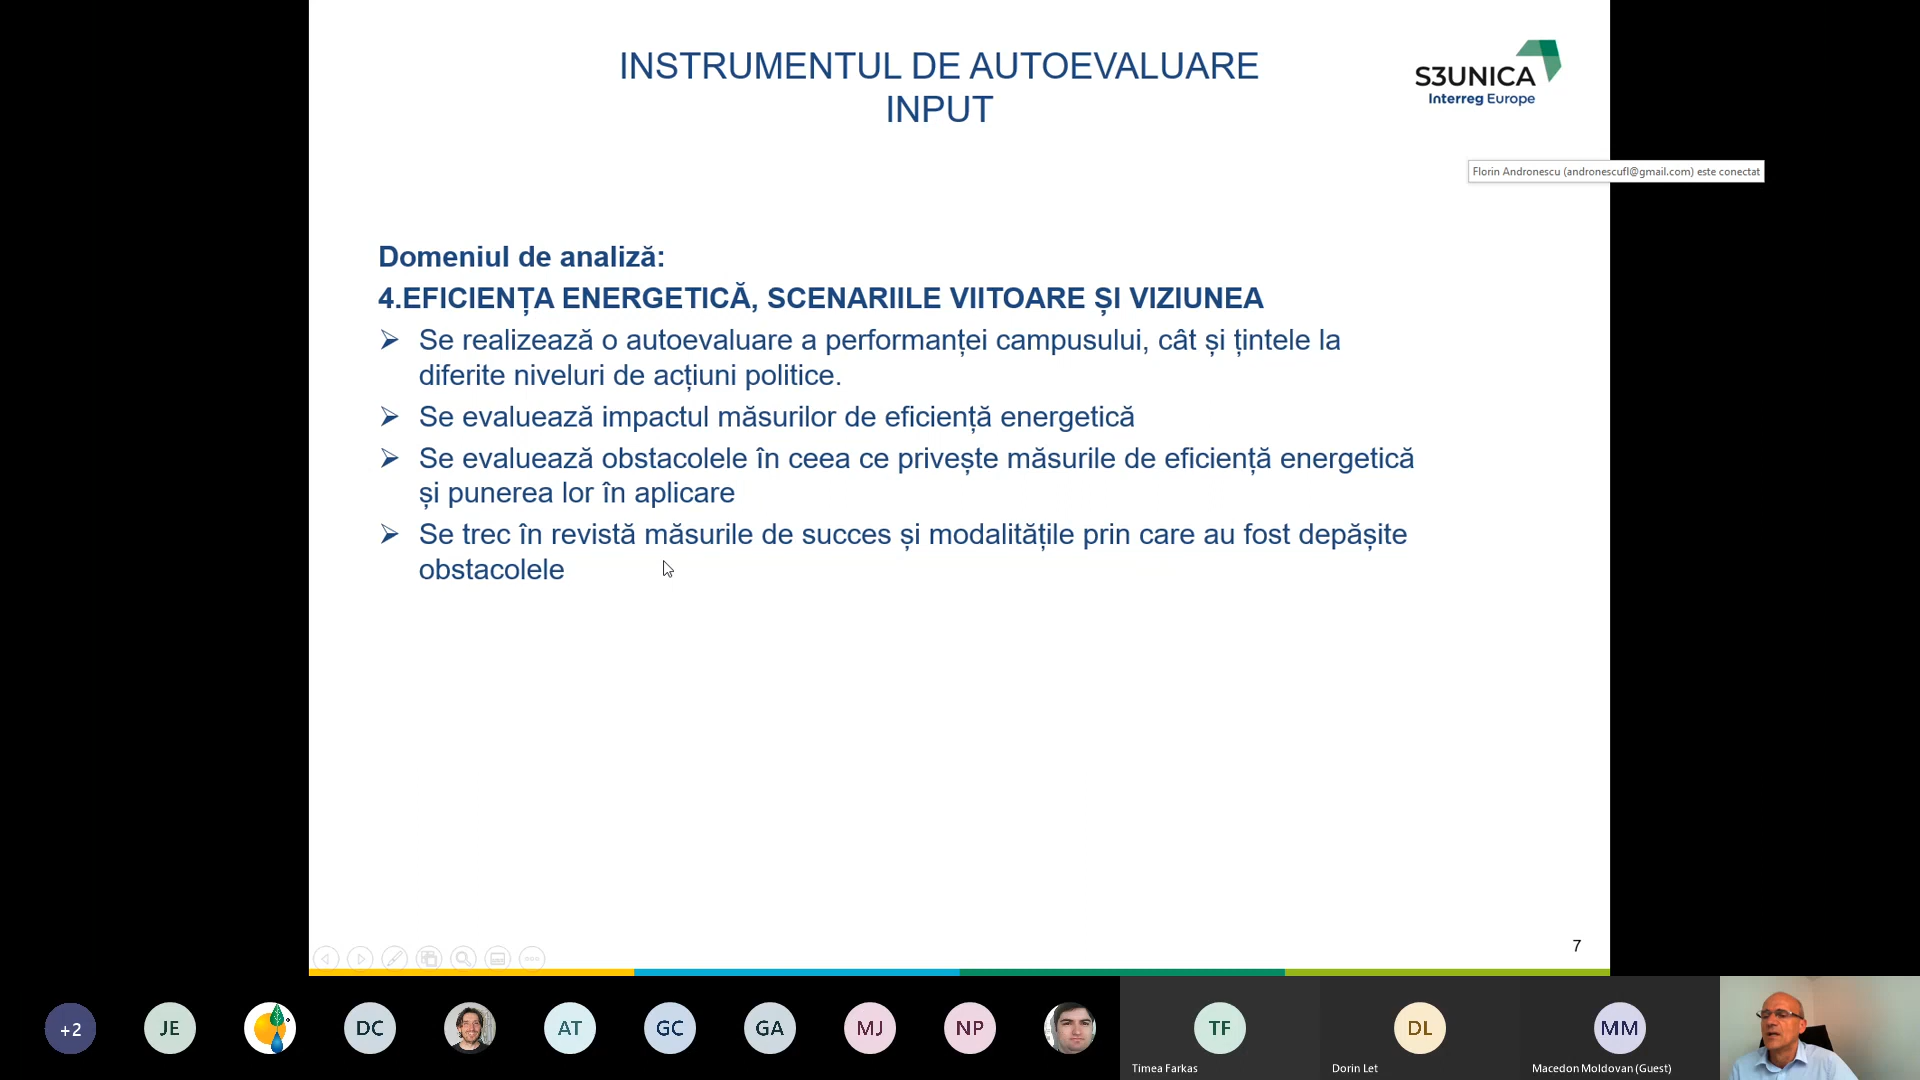 INSTRUMENTUL DE AUTOEVALUARE
INPUT
S3UNICA
Interreg Europe
Florin Andronescu (andronescufl@gmail.com) este conectat
Domeniul de analiză:
4.EFICIENȚA ENERGETICĂ, SCENARIILE VIITOARE ȘI VIZIUNEA
Se realizează o autoevaluare a performanței campusului, cât și țintele la
diferite niveluri de acțiuni politice.
Se evaluează impactul măsurilor de eficiență energetică
Se evaluează obstacolele în ceea ce privește măsurile de eficiență energetică
și punerea lor în aplicare
Se trec în revistă măsurile de succes și modalitățile prin care au fost depășite
obstacolele
7
+2
JE
DC
AT
GC
GA
MJ
NP
TF
DL
MM
Timea Farkas
Dorin Let
Macedon Moldovan (Guest)